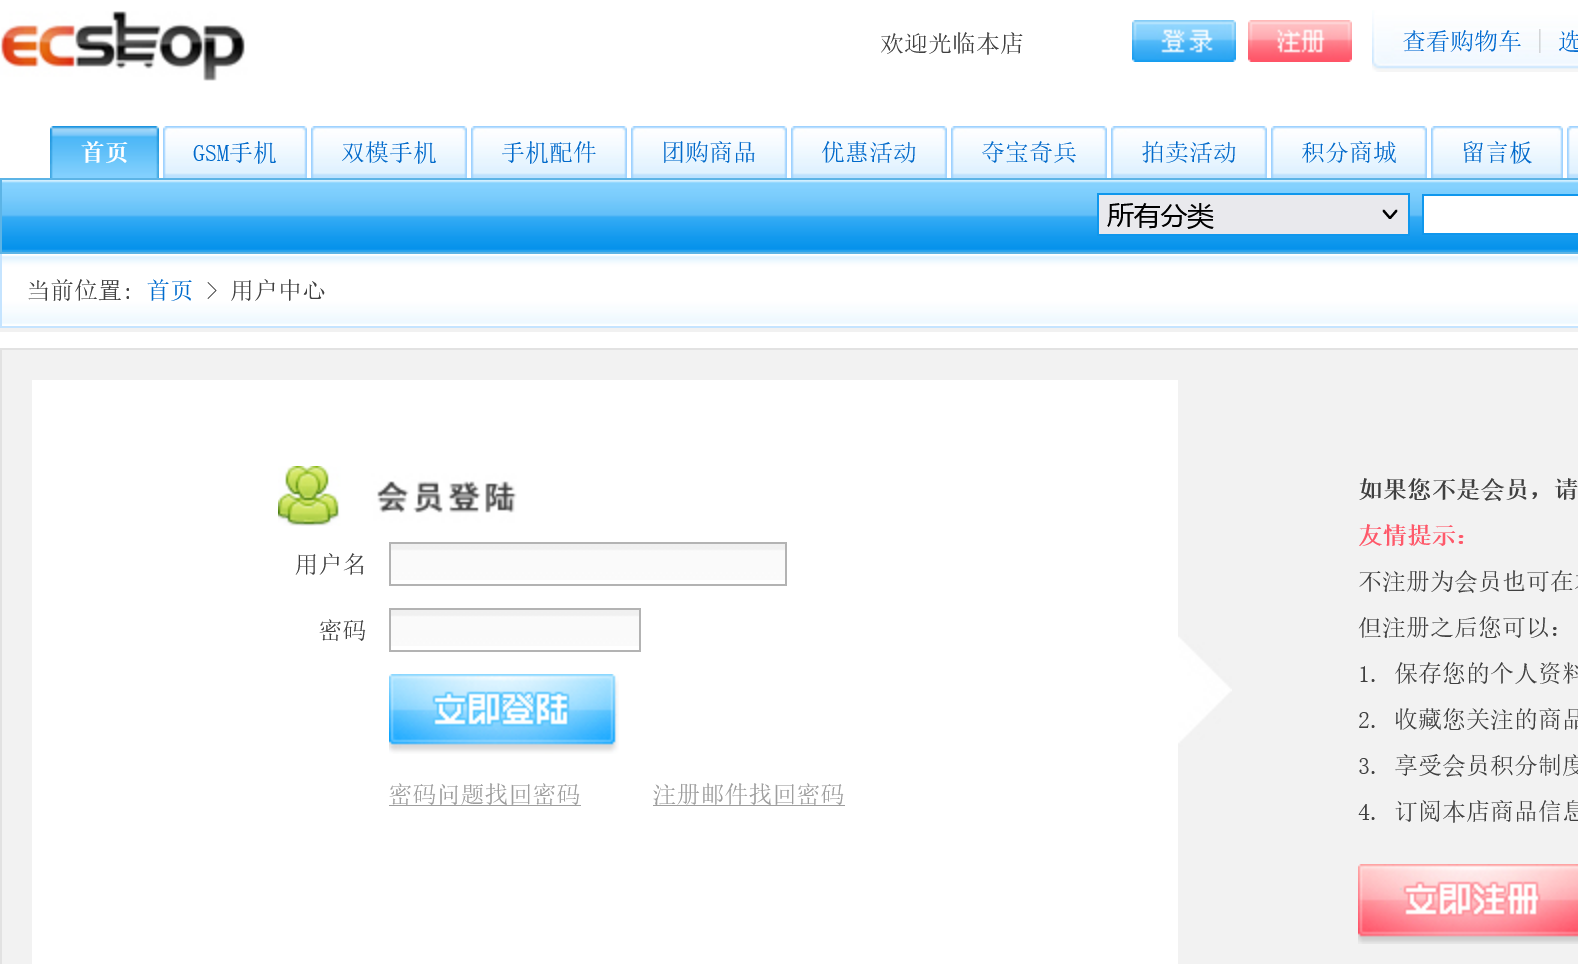 ecshop
欢迎光临本店
登录
注册
查看购物车 | 选
首页
GSM手机
双模手机
手机配件
团购商品
优惠活动
夺宝奇兵
拍卖活动
积分商城
留言板
所有分类
当前位置: 首页 > 用户中心
会员登陆
用户名
密码
立即登陆
密码问题找回密码
注册邮件找回密码
如果您不是会员，请
友情提示：
不注册为会员也可在
但注册之后您可以：
1. 保存您的个人资料
2. 收藏您关注的商品
3. 享受会员积分制度
4. 订阅本店商品信息
立即注册